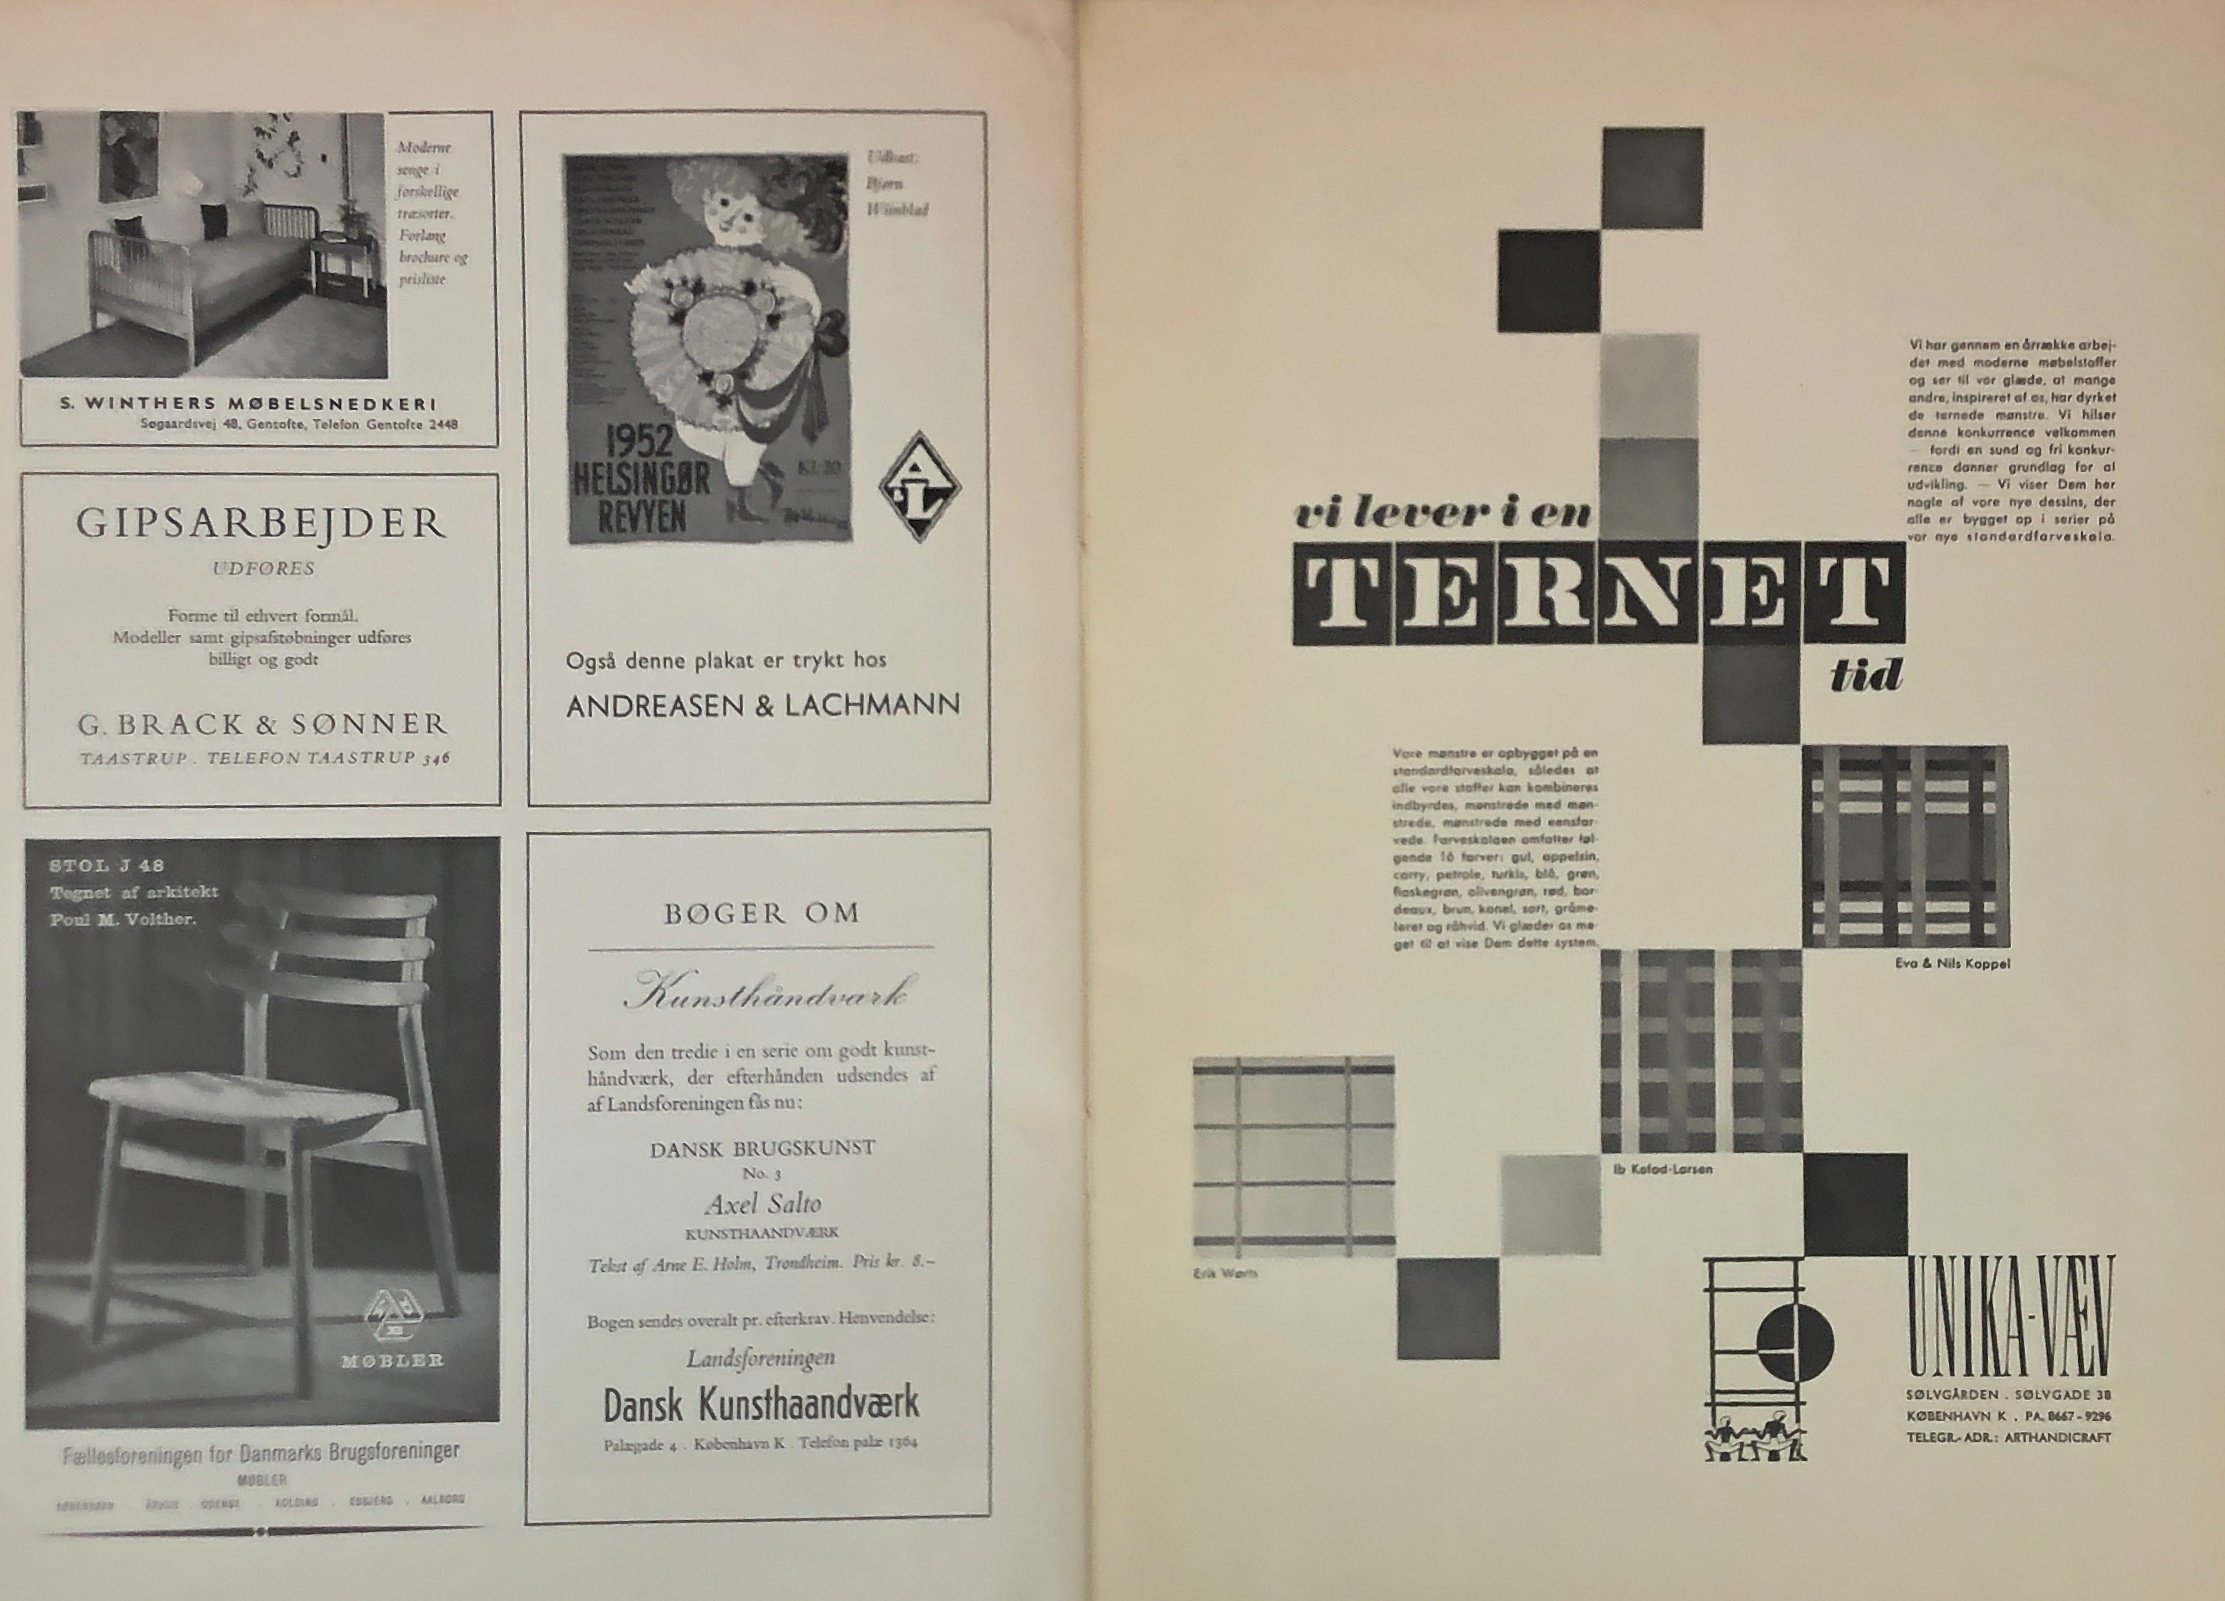 Moderne
senge i
forskellige
træsorter.
Forlang
brochure og
prisliste
S. WINTHERS MØBELSNEDKERI
Søgaardsvej 48, Gentofte, Telefon Gentofte 2448
GIPSARBEJDER
UDFØRES
Forme til ethvert formål.
Modeller samt gipsafstøbninger udføres
billigt og godt
G. BRACK & SØNNER
TAASTRUP . TELEFON TAASTRUP 346
STOL J 48
Tegnet af arkitekt
Poul M. Volther.
MØBLER
Fællesforeningen for Danmarks Brugsforeninger
MØBLER
KØBENHAVN . ÅRHUS . ODENSE . KOLDING . ESBJERG . AALBORG
Udkast:
Bjørn
Wiinblad
1952
HELSINGØR
REVYEN
Kl. 20
AL
Også denne plakat er trykt hos
ANDREASEN & LACHMANN
BØGER OM
Kunsthåndværk
Som den tredie i en serie om godt kunst-
håndværk, der efterhånden udsendes af
af Landsforeningen fås nu:
DANSK BRUGSKUNST
No. 3
Axel Salto
KUNSTHAANDVÆRK
Tekst af Arne E. Holm, Trondheim. Pris kr. 8.–
Bogen sendes overalt pr. efterkrav. Henvendelse:
Landsforeningen
Dansk Kunsthaandværk
Palægade 4 . København K . Telefon palæ 1364
Vi har gennem en årrække arbej-
det med moderne møbelstoffer
og ser til vor glæde, at mange
andre, inspireret af os, har dyrket
de ternede mønstre. Vi hilser
denne konkurrence velkommen
— fordi en sund og fri konkur-
rence danner grundlag for al
udvikling. — Vi viser Dem her
nogle af vore nye dessins, der
alle er bygget op i serier på
vor nye standardfarveskala.
vi lever i en
TERNET
tid
Vore mønstre er opbygget på en
standardfarveskala, således at
alle vore stoffer kan kombineres
indbyrdes, mønstrede med møn-
strede, mønstrede med eensfar-
vede. Farveskalaen omfatter føl-
gende 16 farver: gul, appelsin,
carry, petrole, turkis, blå, grøn,
flaskegrøn, olivengrøn, rød, bor-
deaux, brun, kanel, sort, gråme-
leret og råhvid. Vi glæder os me-
get til at vise Dem dette system.
Eva & Nils Koppel
Ib Kofod-Larsen
Erik Wørts
UNIKA-VÆV
SØLVGÅRDEN . SØLVGADE 38
KØBENHAVN K . PA. 8667-9296
TELEGR.-ADR.: ARTHANDICRAFT